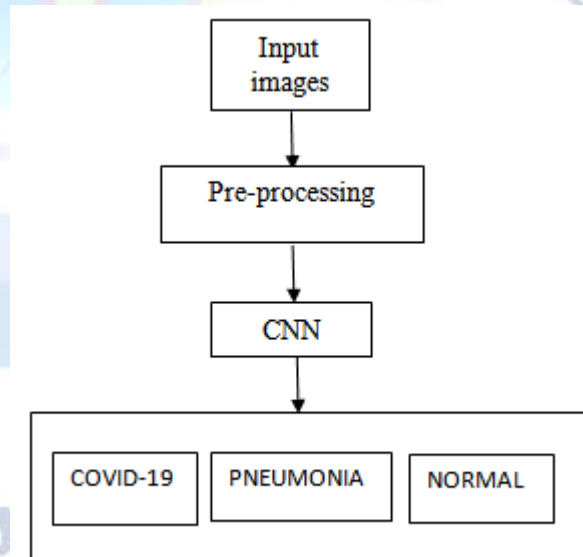 Input
images
Pre-processing
CNN
COVID-19
PNEUMONIA
NORMAL